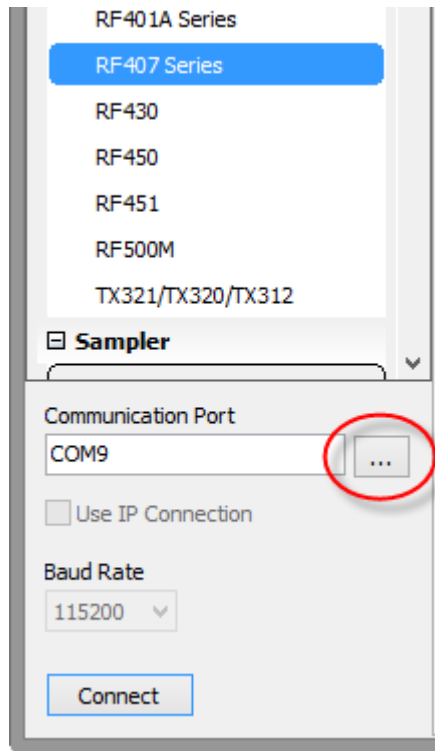 RF401A Series
RF407 Series
RF430
RF450
RF451
RF500M
TX321/TX320/TX312
Sampler
Communication Port
COM9
...
Use IP Connection
Baud Rate
115200
Connect